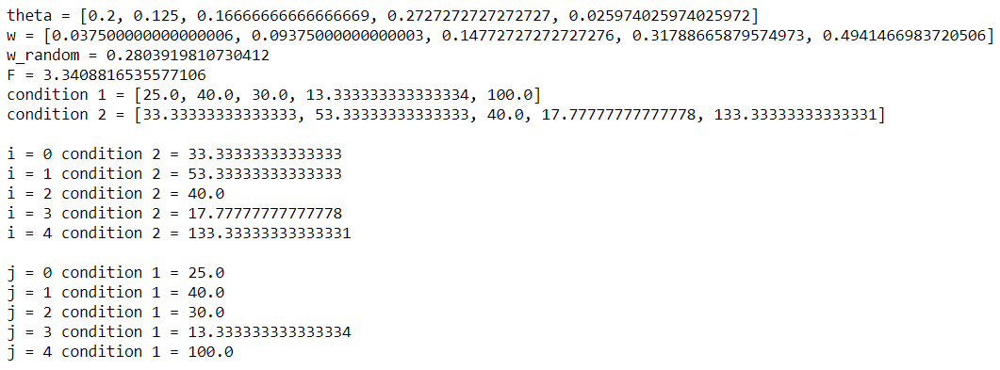 theta = [0.2, 0.125, 0.16666666666666669, 0.2727272727272727, 0.025974025974025972]
w = [0.037500000000000006, 0.09375000000000003, 0.14772727272727276, 0.31788665879574973, 0.4941466983720506]
w_random = 0.2803919810730412
F = 3.3408816535577106
condition 1 = [25.0, 40.0, 30.0, 13.333333333333334, 100.0]
condition 2 = [33.33333333333333, 53.33333333333333, 40.0, 17.77777777777778, 133.33333333333331]
i = 0 condition 2 = 33.33333333333333
i = 1 condition 2 = 53.33333333333333
i = 2 condition 2 = 40.0
i = 3 condition 2 = 17.77777777777778
i = 4 condition 2 = 133.33333333333331
j = 0 condition 1 = 25.0
j = 1 condition 1 = 40.0
j = 2 condition 1 = 30.0
j = 3 condition 1 = 13.333333333333334
j = 4 condition 1 = 100.0